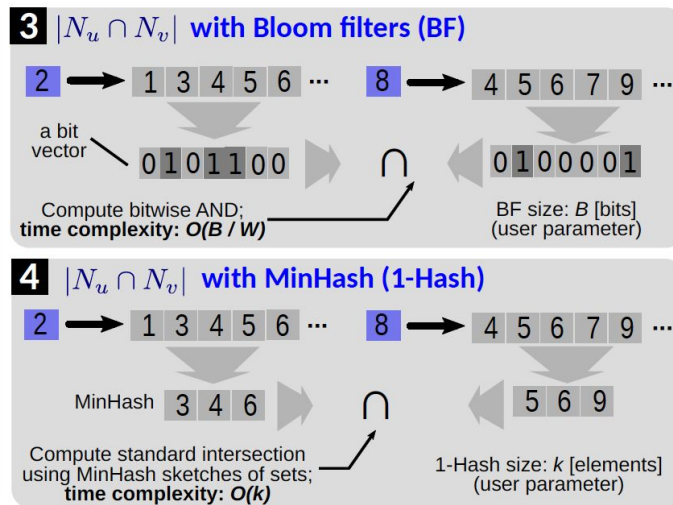 3 |N_u ∩ N_v| with Bloom filters (BF)
2 1 3 4 5 6 ... 8 4 5 6 7 9 ...
a bit
vector
0 1 0 1 1 0 0 ∩ 0 1 0 0 0 0 1
Compute bitwise AND;
time complexity: O(B / W)
BF size: B [bits]
(user parameter)
4 |N_u ∩ N_v| with MinHash (1-Hash)
2 1 3 4 5 6 ... 8 4 5 6 7 9 ...
MinHash 3 4 6 ∩ 5 6 9
Compute standard intersection
using MinHash sketches of sets;
time complexity: O(k)
1-Hash size: k [elements]
(user parameter)